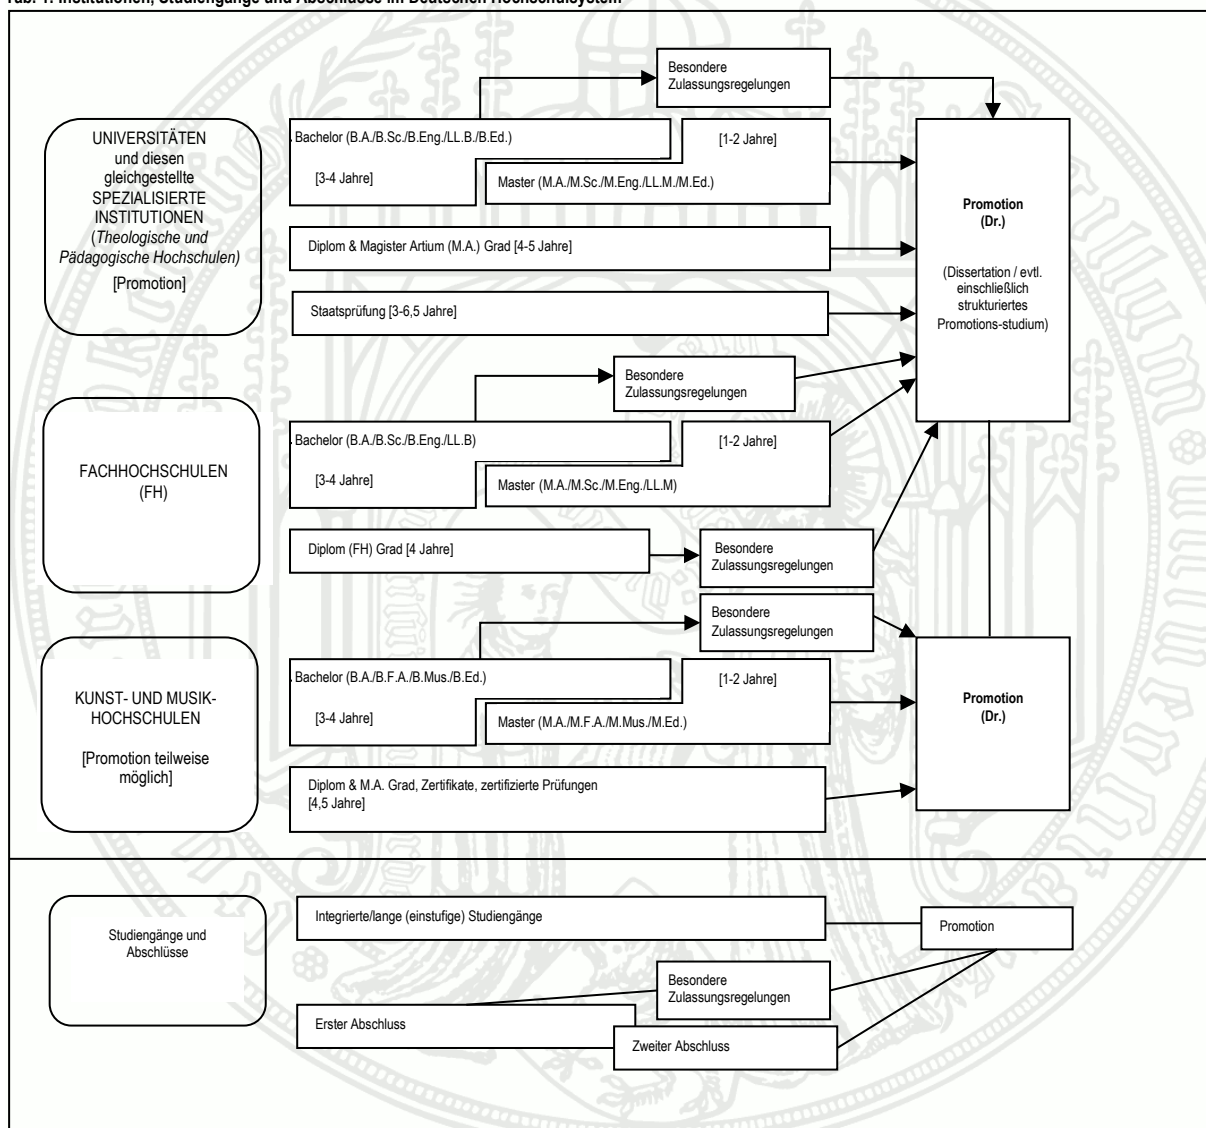 Tab. 1: Institutionen, Studiengänge und Abschlüsse im Deutschen Hochschulsystem
UNIVERSITÄTEN
und diesen
gleichgestellte
SPEZIALISIERTE
INSTITUTIONEN
(Theologische und
Pädagogische Hochschulen)
[Promotion]
Besondere
Zulassungsregelungen
Bachelor (B.A./B.Sc./B.Eng./LL.B./B.Ed.)
[3-4 Jahre]
[1-2 Jahre]
Master (M.A./M.Sc./M.Eng./LL.M./M.Ed.)
Diplom & Magister Artium (M.A.) Grad [4-5 Jahre]
Staatsprüfung [3-6,5 Jahre]
Promotion
(Dr.)
(Dissertation / evtl.
einschließlich
strukturiertes
Promotions-studium)
FACHHOCHSCHULEN
(FH)
Besondere
Zulassungsregelungen
Bachelor (B.A./B.Sc./B.Eng./LL.B)
[3-4 Jahre]
[1-2 Jahre]
Master (M.A./M.Sc./M.Eng./LL.M)
Diplom (FH) Grad [4 Jahre]
Besondere
Zulassungsregelungen
KUNST- UND MUSIK-
HOCHSCHULEN
[Promotion teilweise
möglich]
Besondere
Zulassungsregelungen
Bachelor (B.A./B.F.A./B.Mus./B.Ed.)
[3-4 Jahre]
[1-2 Jahre]
Master (M.A./M.F.A./M.Mus./M.Ed.)
Diplom & M.A. Grad, Zertifikate, zertifizierte Prüfungen
[4,5 Jahre]
Promotion
(Dr.)
Studiengänge und
Abschlüsse
Integrierte/lange (einstufige) Studiengänge
Promotion
Besondere
Zulassungsregelungen
Erster Abschluss
Zweiter Abschluss